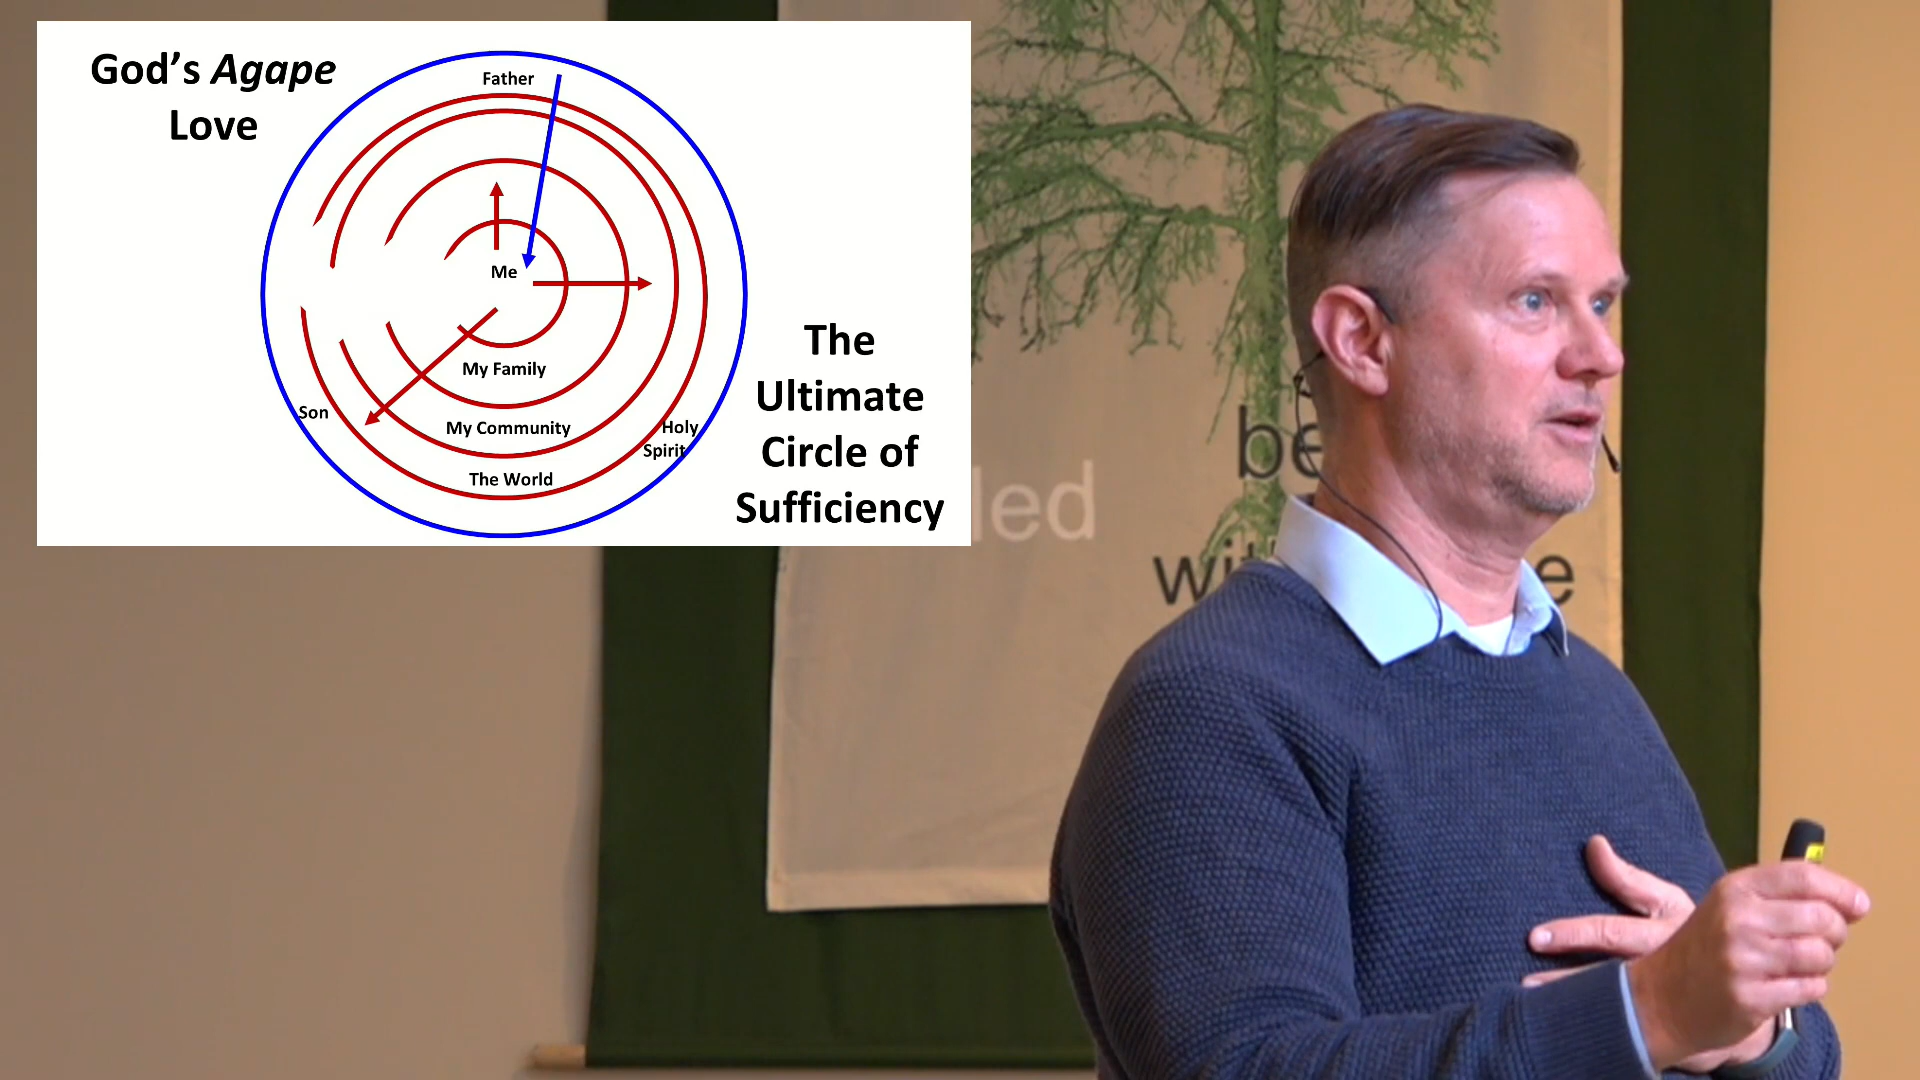 God's Agape
Love
Father
Me
My Family
Son
My Community
Holy
Spirit
The World
The
Ultimate
Circle of
Sufficiency